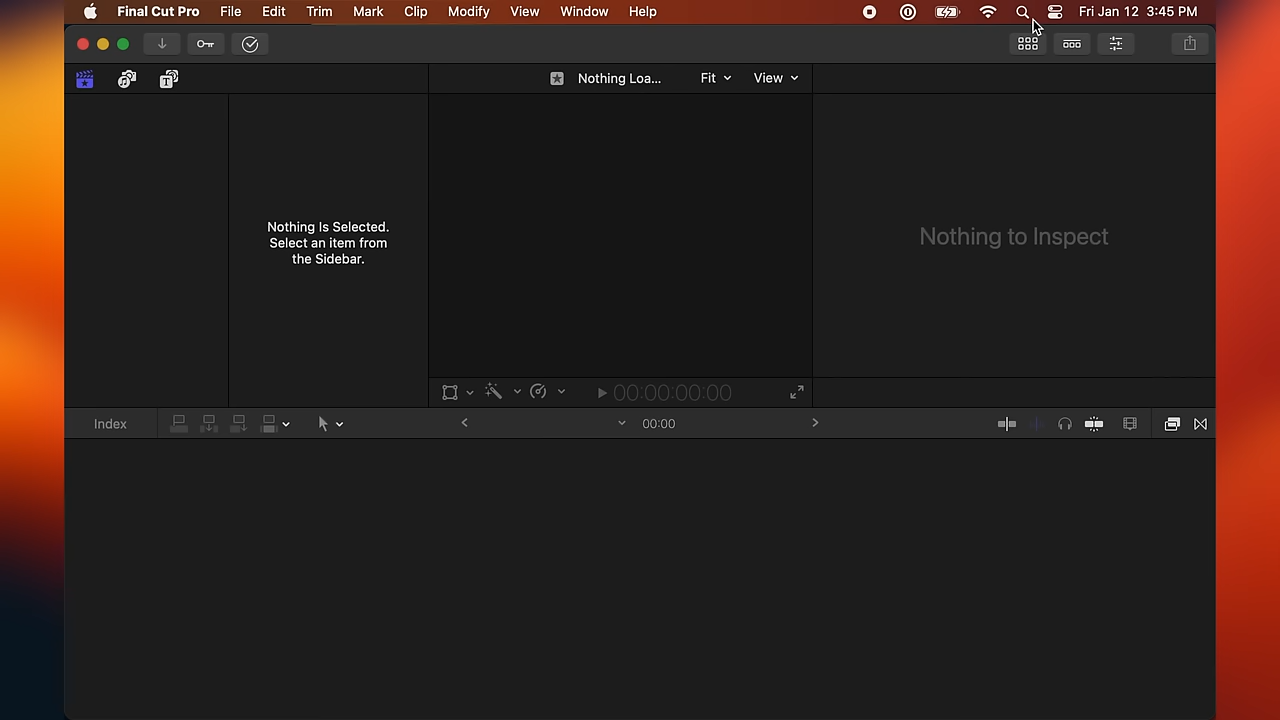 Final Cut Pro File Edit Trim Mark Clip Modify View Window Help Fri Jan 12 3:45 PM
Nothing Loa... Fit View
Nothing Is Selected.
Select an item from
the Sidebar.
Nothing to Inspect
00:00:00:00
Index 00:00